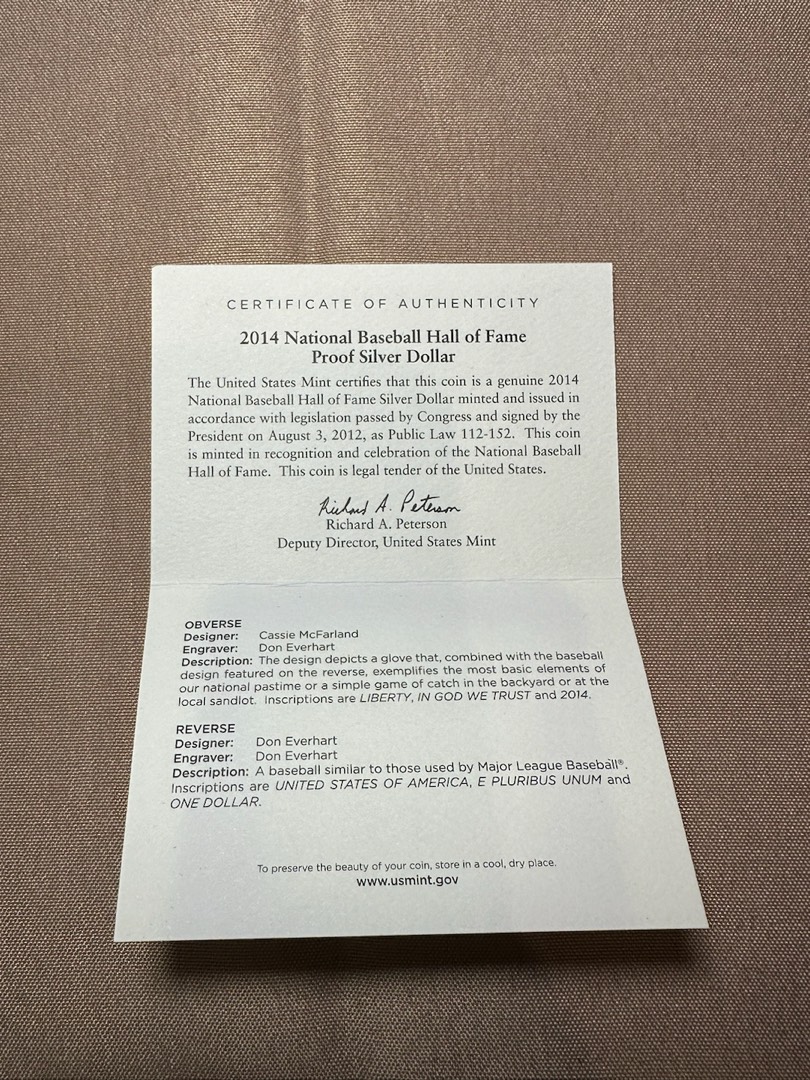 CERTIFICATE OF AUTHENTICITY
2014 National Baseball Hall of Fame
Proof Silver Dollar
The United States Mint certifies that this coin is a genuine 2014
National Baseball Hall of Fame Silver Dollar minted and issued in
accordance with legislation passed by Congress and signed by the
President on August 3, 2012, as Public Law 112-152. This coin
is minted in recognition and celebration of the National Baseball
Hall of Fame. This coin is legal tender of the United States.
Richard A. Peterson
Richard A. Peterson
Deputy Director, United States Mint
OBVERSE
Designer: Cassie McFarland
Engraver: Don Everhart
Description: The design depicts a glove that, combined with the baseball
design featured on the reverse, exemplifies the most basic elements of
our national pastime or a simple game of catch in the backyard or at the
local sandlot. Inscriptions are LIBERTY, IN GOD WE TRUST and 2014.
REVERSE
Designer: Don Everhart
Engraver: Don Everhart
Description: A baseball similar to those used by Major League Baseball®.
Inscriptions are UNITED STATES OF AMERICA, E PLURIBUS UNUM and
ONE DOLLAR.
To preserve the beauty of your coin, store in a cool, dry place.
www.usmint.gov